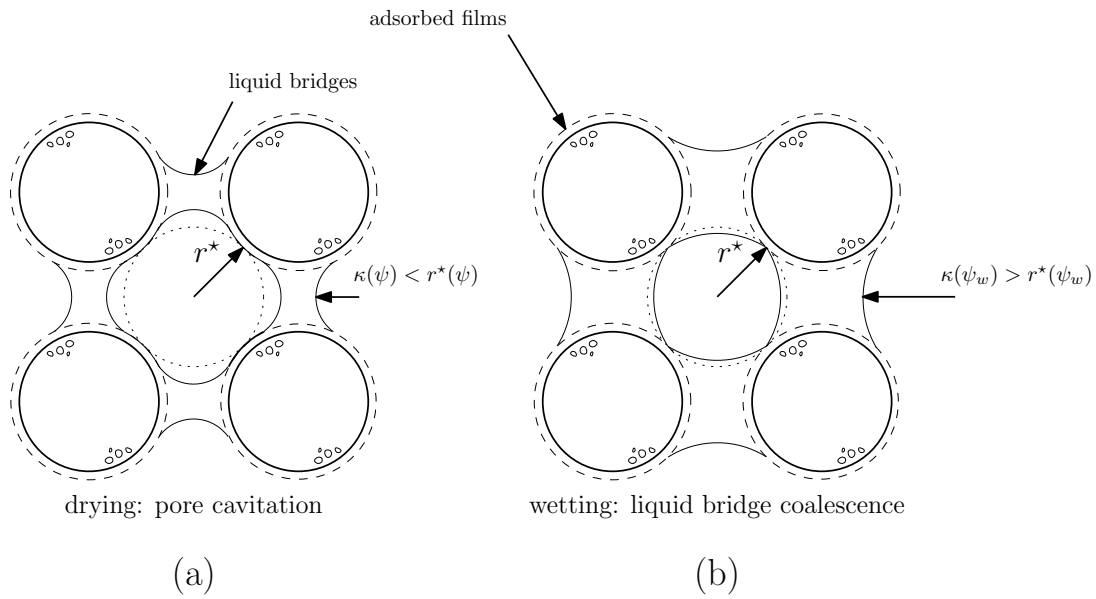 adsorbed films
liquid bridges
r⋆
κ(ψ) < r⋆(ψ)
r⋆
κ(ψw) > r⋆(ψw)
drying: pore cavitation
wetting: liquid bridge coalescence
(a)
(b)